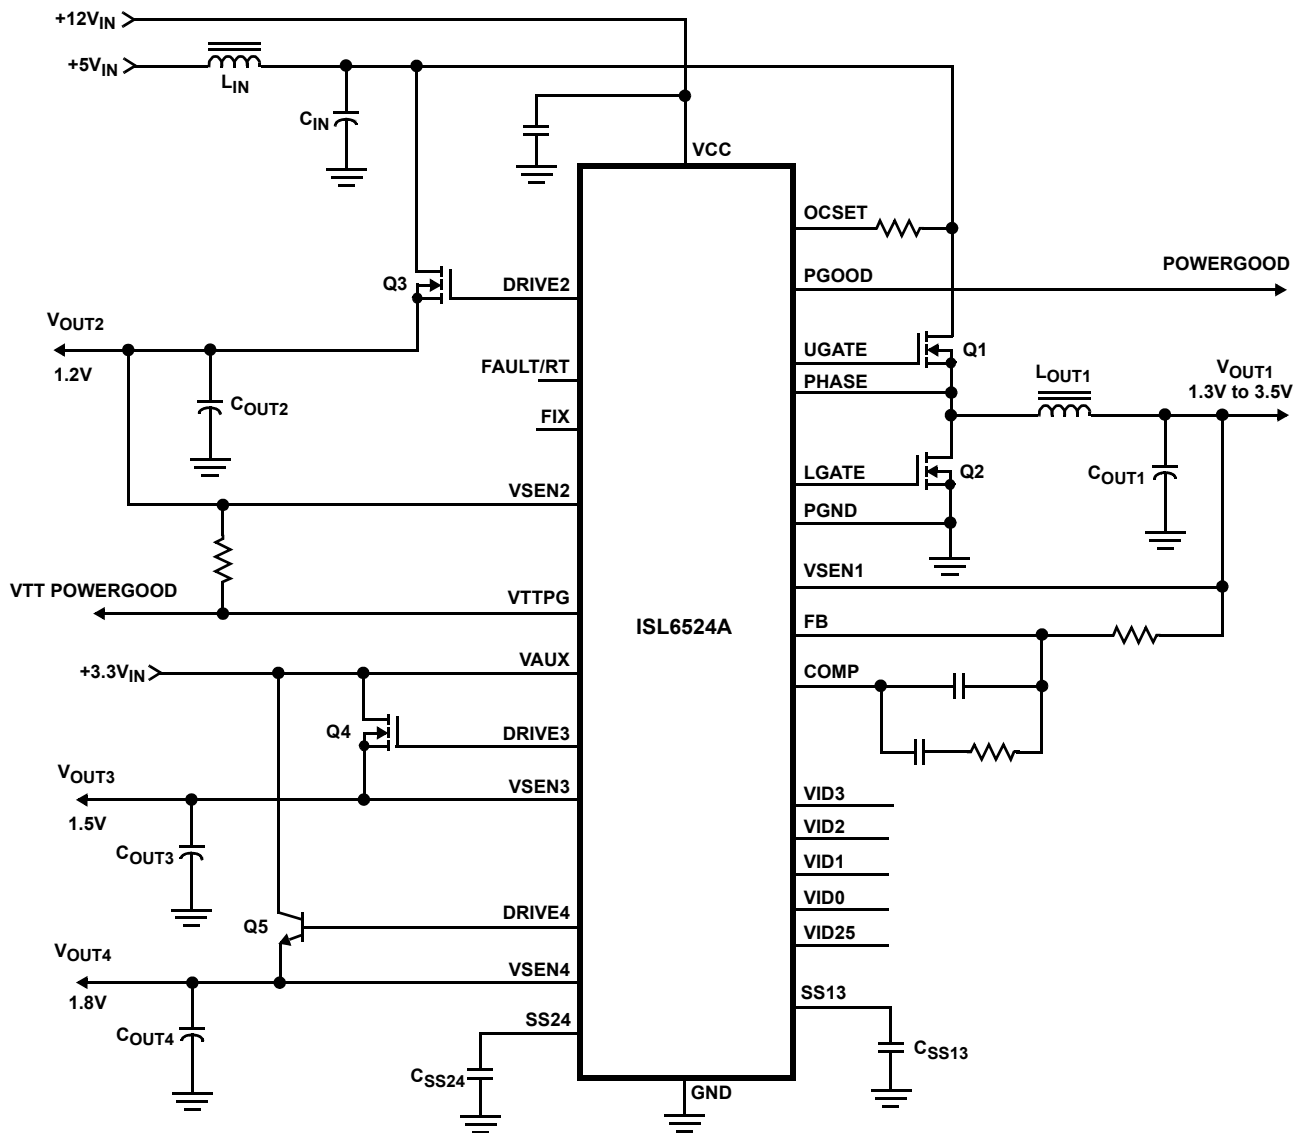 +12VIN
+5VIN
LIN
CIN
VCC
OCSET
PGOOD
POWERGOOD
Q3
DRIVE2
VOUT2
1.2V
COUT2
FAULT/RT
FIX
UGATE
Q1
PHASE
LOUT1
VOUT1
1.3V to 3.5V
LGATE
Q2
COUT1
PGND
VSEN2
VSEN1
VTT POWERGOOD
VTTPG
ISL6524A
FB
+3.3VIN
VAUX
COMP
Q4
DRIVE3
VOUT3
1.5V
VSEN3
COUT3
VID3
VID2
VID1
VID0
VID25
Q5
DRIVE4
VOUT4
1.8V
VSEN4
COUT4
SS24
SS13
CSS24
CSS13
GND